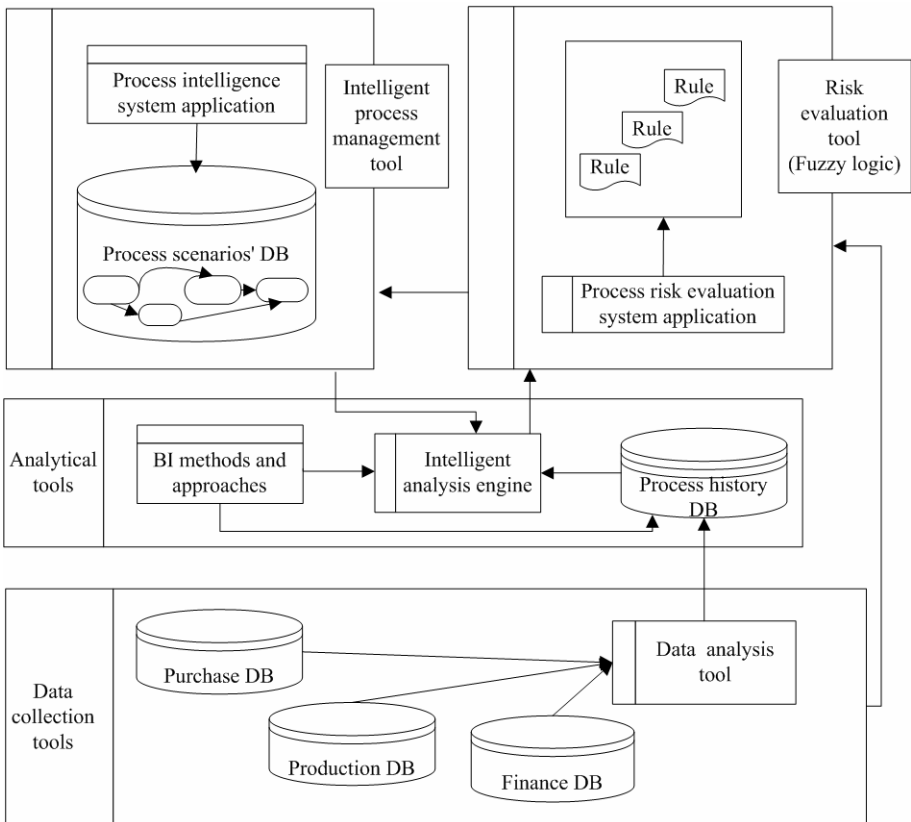 Process intelligence
system application
Process scenarios' DB
Intelligent
process
management
tool
Rule
Rule
Rule
Process risk evaluation
system application
Risk
evaluation
tool
(Fuzzy logic)
Analytical
tools
BI methods and
approaches
Intelligent
analysis engine
Process history
DB
Data
collection
tools
Purchase DB
Production DB
Finance DB
Data analysis
tool